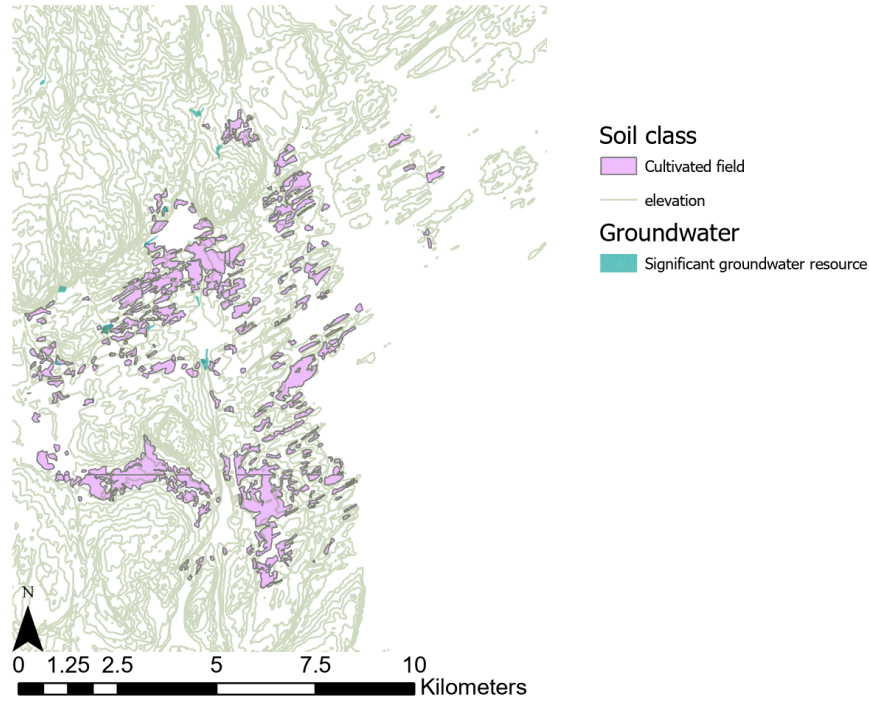 Soil class
Cultivated field
elevation
Groundwater
Significant groundwater resource
N
0 1.25 2.5 5 7.5 10
Kilometers